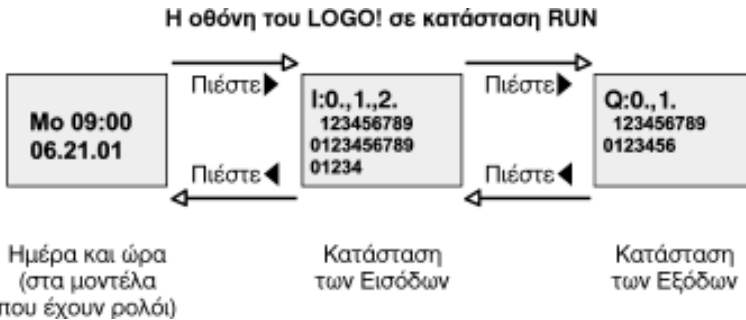 Η οθόνη του LOGO! σε κατάσταση RUN
Πιέστε
Πιέστε
Mo 09:00
06.21.01
I:0.,1.,2.
123456789
0123456789
01234
Q:0.,1.
123456789
0123456
Πιέστε
Πιέστε
Ημέρα και ώρα
(στα μοντέλα
που έχουν ρολόι)
Κατάσταση
των Εισόδων
Κατάσταση
των Εξόδων